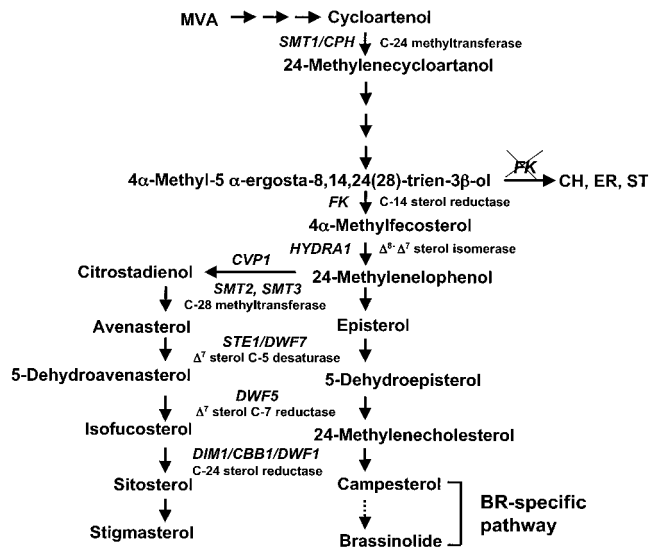 MVA Cycloartenol
SMT1/CPH C-24 methyltransferase
24-Methylenecycloartanol
FK
4α-Methyl-5 α-ergosta-8,14,24(28)-trien-3β-ol CH, ER, ST
FK C-14 sterol reductase
4α-Methylfecosterol
HYDRA1 Δ8- Δ7 sterol isomerase
CVP1
Citrostadienol 24-Methylenelophenol
SMT2, SMT3
C-28 methyltransferase
Avenasterol Episterol
STE1/DWF7
Δ7 sterol C-5 desaturase
5-Dehydroavenasterol 5-Dehydroepisterol
DWF5
Δ7 sterol C-7 reductase
Isofucosterol 24-Methylenecholesterol
DIM1/CBB1/DWF1
C-24 sterol reductase
Sitosterol Campesterol
BR-specific
pathway
Stigmasterol Brassinolide